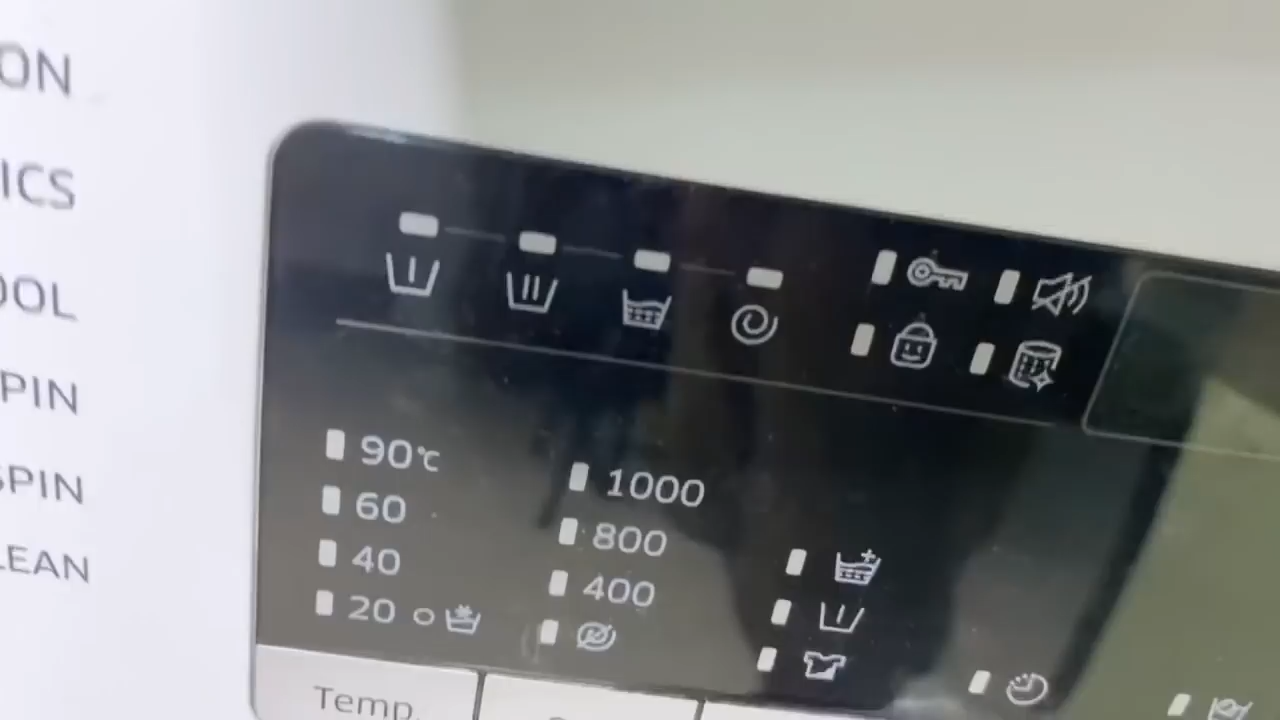 ON
ICS
OOL
PIN
SPIN
LEAN
90℃
60
40
20
1000
800
400
Temp.